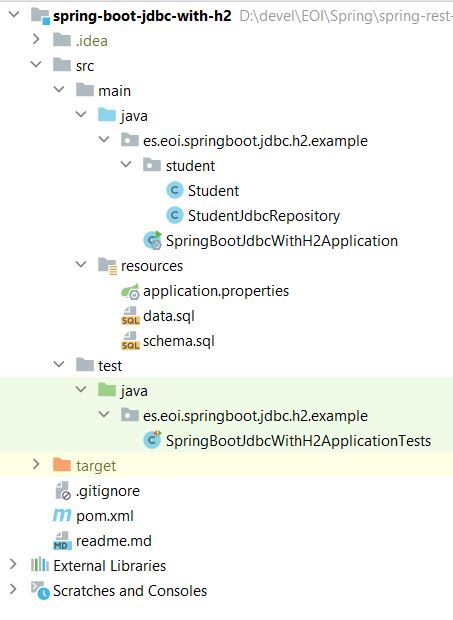 spring-boot-jdbc-with-h2 D:\devel\EOI\Spring\spring-rest-
.idea
src
main
java
es.eoi.springboot.jdbc.h2.example
student
C Student
C StudentJdbcRepository
C SpringBootJdbcWithH2Application
resources
application.properties
SQL data.sql
SQL schema.sql
test
java
es.eoi.springboot.jdbc.h2.example
C SpringBootJdbcWithH2ApplicationTests
target
.gitignore
m pom.xml
MD readme.md
External Libraries
Scratches and Consoles